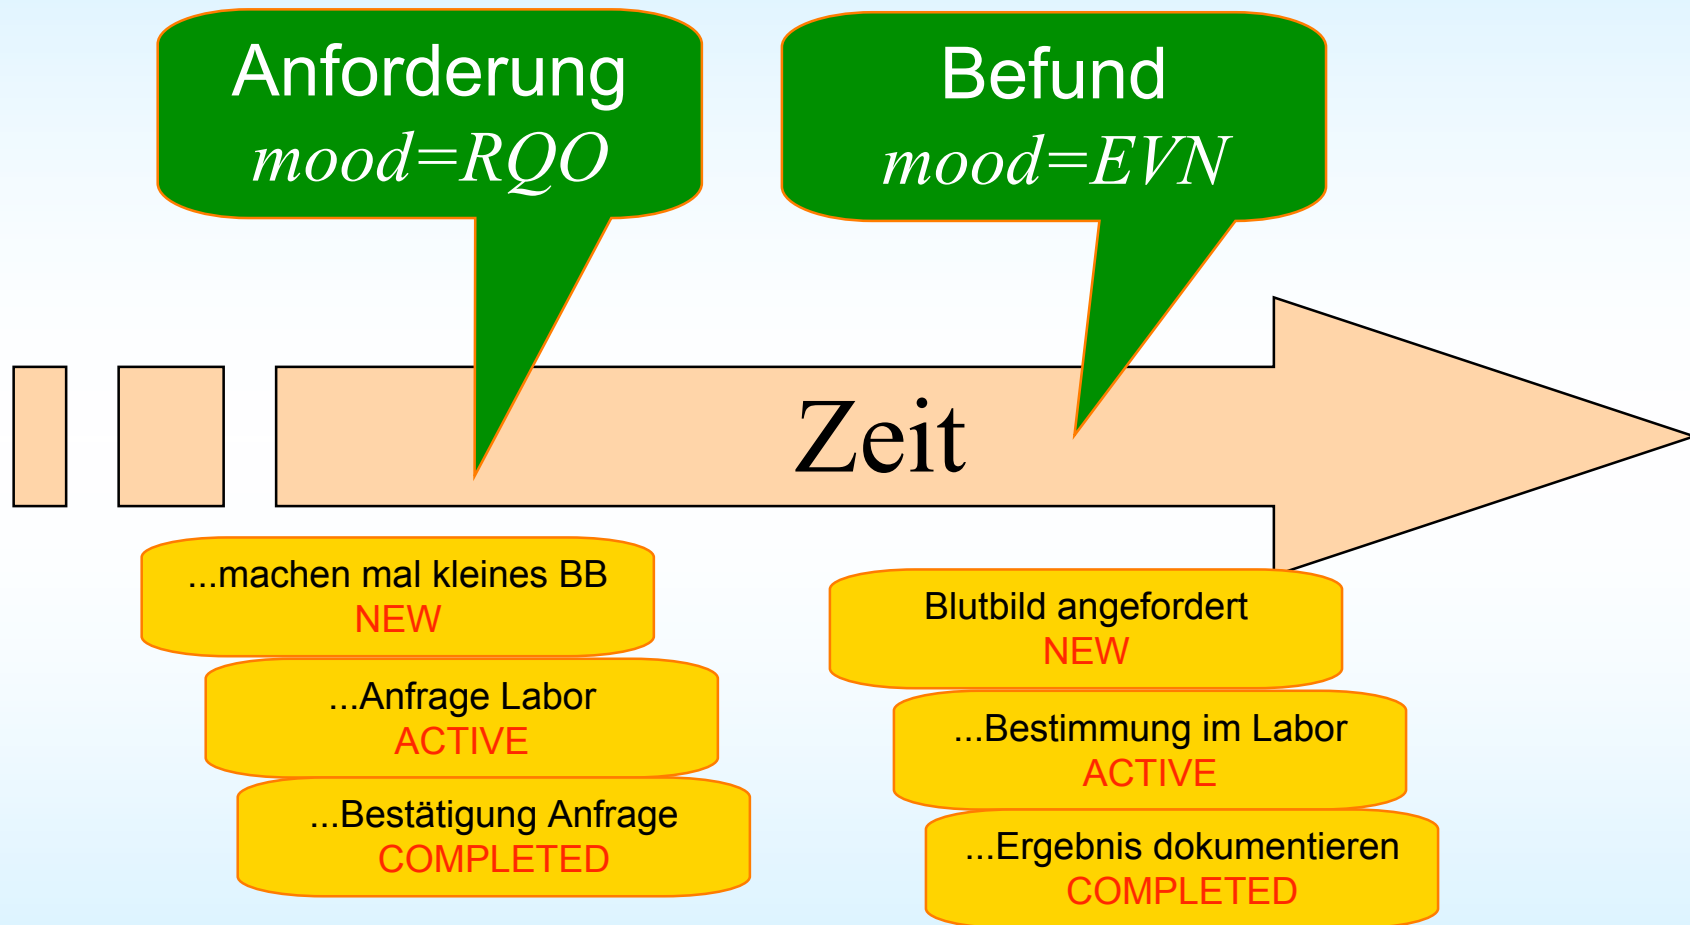 Anforderung
mood=RQO
Befund
mood=EVN
Zeit
...machen mal kleines BB
NEW
...Anfrage Labor
ACTIVE
...Bestätigung Anfrage
COMPLETED
Blutbild angefordert
NEW
...Bestimmung im Labor
ACTIVE
...Ergebnis dokumentieren
COMPLETED